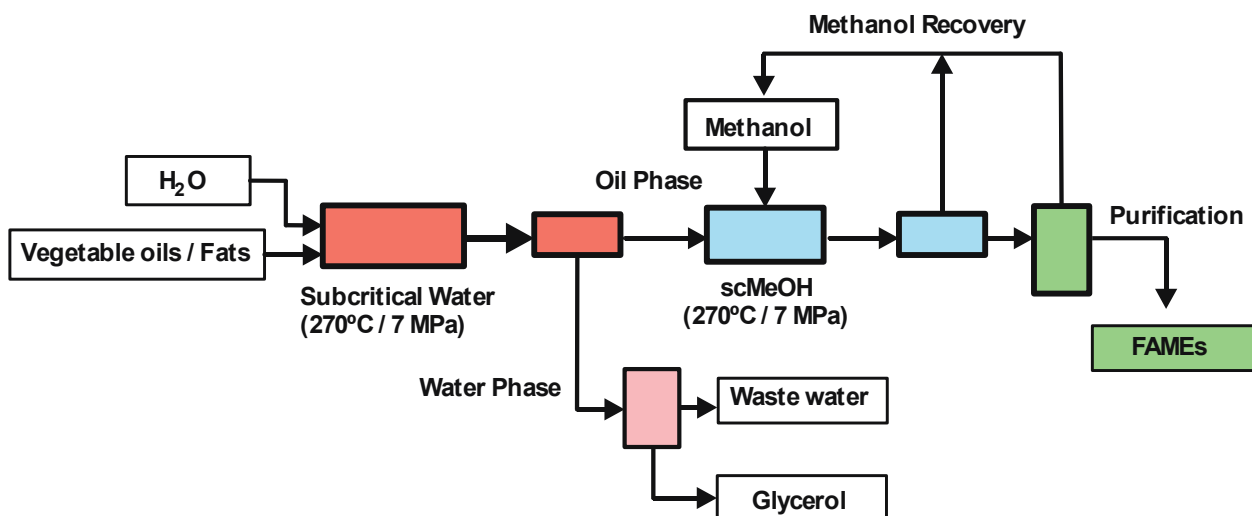 Methanol Recovery
Methanol
H₂O
Oil Phase
Vegetable oils / Fats
Purification
Subcritical Water
(270ºC / 7 MPa)
scMeOH
(270ºC / 7 MPa)
FAMEs
Water Phase
Waste water
Glycerol